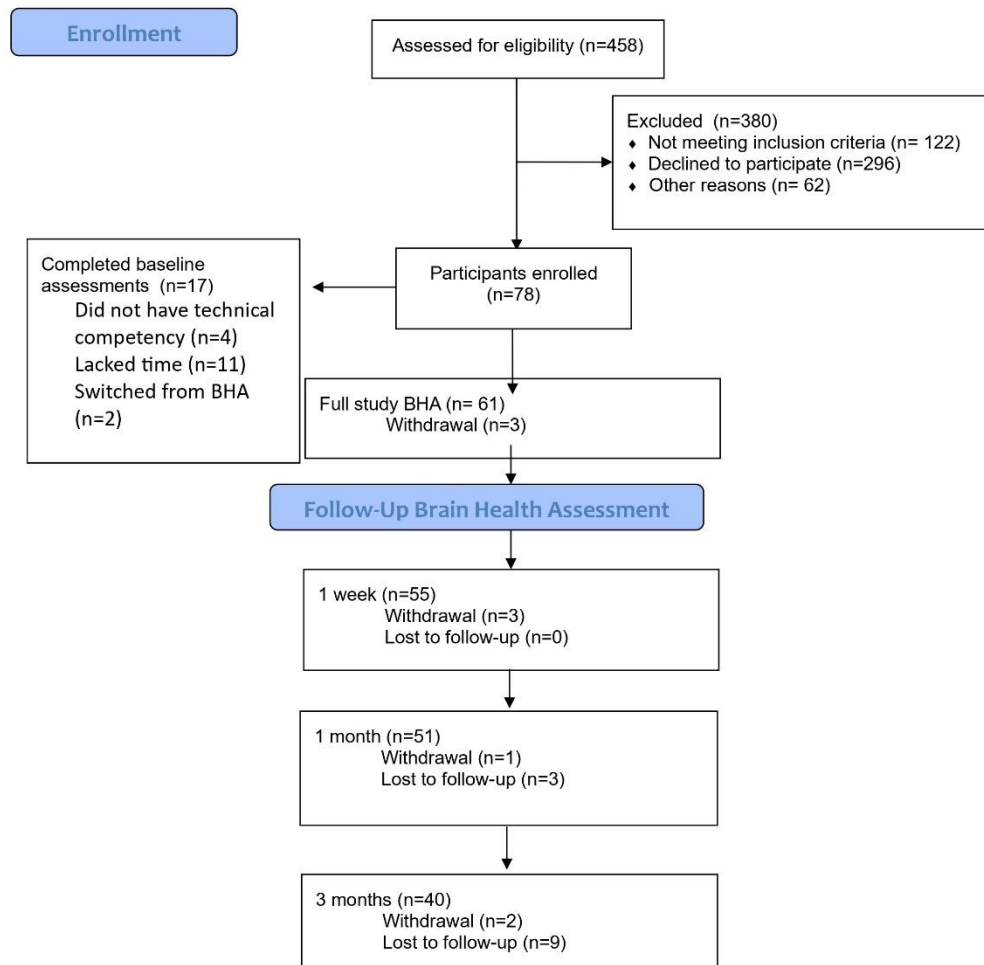 Enrollment
Assessed for eligibility (n=458)
Excluded (n=380)
♦ Not meeting inclusion criteria (n= 122)
♦ Declined to participate (n=296)
♦ Other reasons (n= 62)
Participants enrolled
(n=78)
Completed baseline
assessments (n=17)
Did not have technical
competency (n=4)
Lacked time (n=11)
Switched from BHA
(n=2)
Full study BHA (n= 61)
Withdrawal (n=3)
Follow-Up Brain Health Assessment
1 week (n=55)
Withdrawal (n=3)
Lost to follow-up (n=0)
1 month (n=51)
Withdrawal (n=1)
Lost to follow-up (n=3)
3 months (n=40)
Withdrawal (n=2)
Lost to follow-up (n=9)